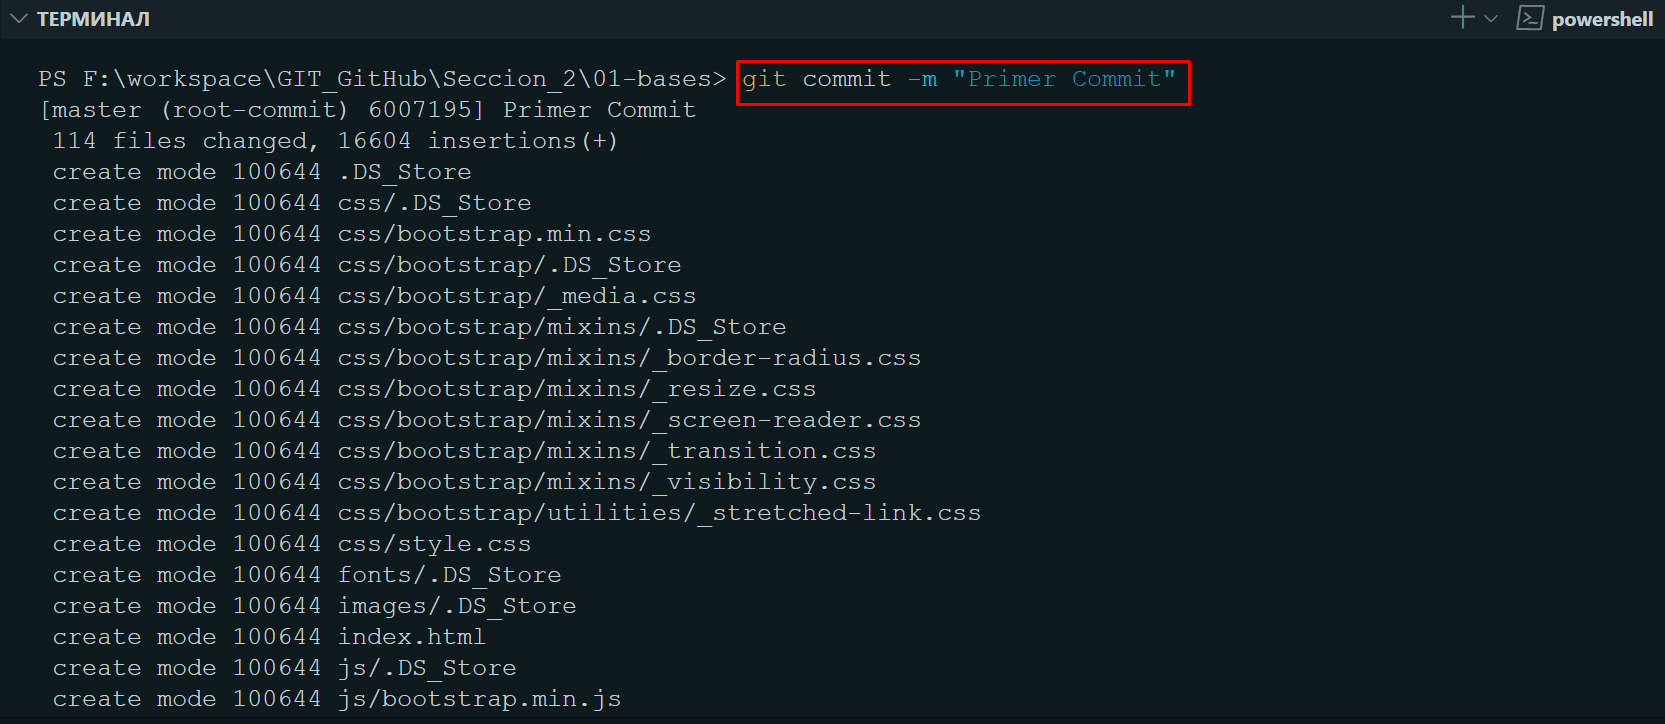 ТЕРМИНАЛ
powershell
PS F:\workspace\GIT_GitHub\Seccion_2\01-bases> git commit -m "Primer Commit"
[master (root-commit) 6007195] Primer Commit
 114 files changed, 16604 insertions(+)
 create mode 100644 .DS_Store
 create mode 100644 css/.DS_Store
 create mode 100644 css/bootstrap.min.css
 create mode 100644 css/bootstrap/.DS_Store
 create mode 100644 css/bootstrap/_media.css
 create mode 100644 css/bootstrap/mixins/.DS_Store
 create mode 100644 css/bootstrap/mixins/_border-radius.css
 create mode 100644 css/bootstrap/mixins/_resize.css
 create mode 100644 css/bootstrap/mixins/_screen-reader.css
 create mode 100644 css/bootstrap/mixins/_transition.css
 create mode 100644 css/bootstrap/mixins/_visibility.css
 create mode 100644 css/bootstrap/utilities/_stretched-link.css
 create mode 100644 css/style.css
 create mode 100644 fonts/.DS_Store
 create mode 100644 images/.DS_Store
 create mode 100644 index.html
 create mode 100644 js/.DS_Store
 create mode 100644 js/bootstrap.min.js